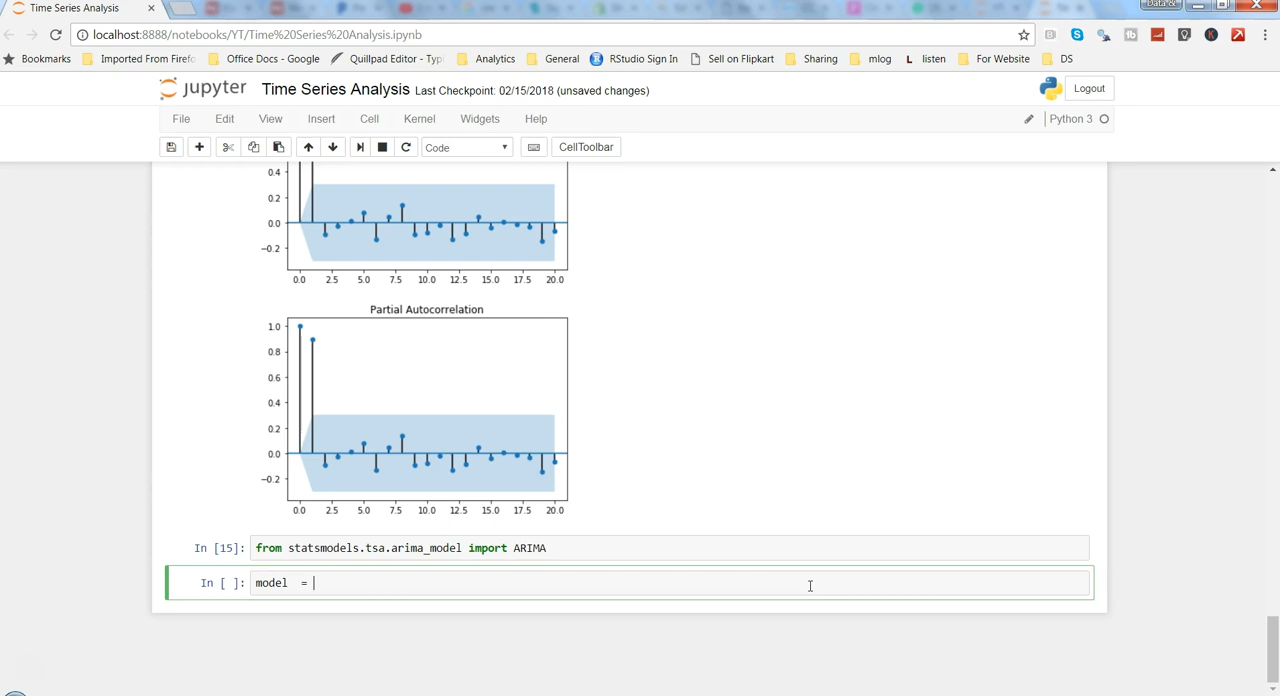 Time Series Analysis
Data &
localhost:8888/notebooks/YT/Time%20Series%20Analysis.ipynb
Bookmarks Imported From Firefo Office Docs - Google Quillpad Editor - Typi Analytics General RStudio Sign In Sell on Flipkart Sharing mlog L listen For Website DS
jupyter Time Series Analysis Last Checkpoint: 02/15/2018 (unsaved changes) Logout
File Edit View Insert Cell Kernel Widgets Help Python 3
Code CellToolbar
0.4
0.2
0.0
−0.2
0.0 2.5 5.0 7.5 10.0 12.5 15.0 17.5 20.0
Partial Autocorrelation
1.0
0.8
0.6
0.4
0.2
0.0
−0.2
0.0 2.5 5.0 7.5 10.0 12.5 15.0 17.5 20.0
In [15]: from statsmodels.tsa.arima_model import ARIMA
In [ ]: model  =